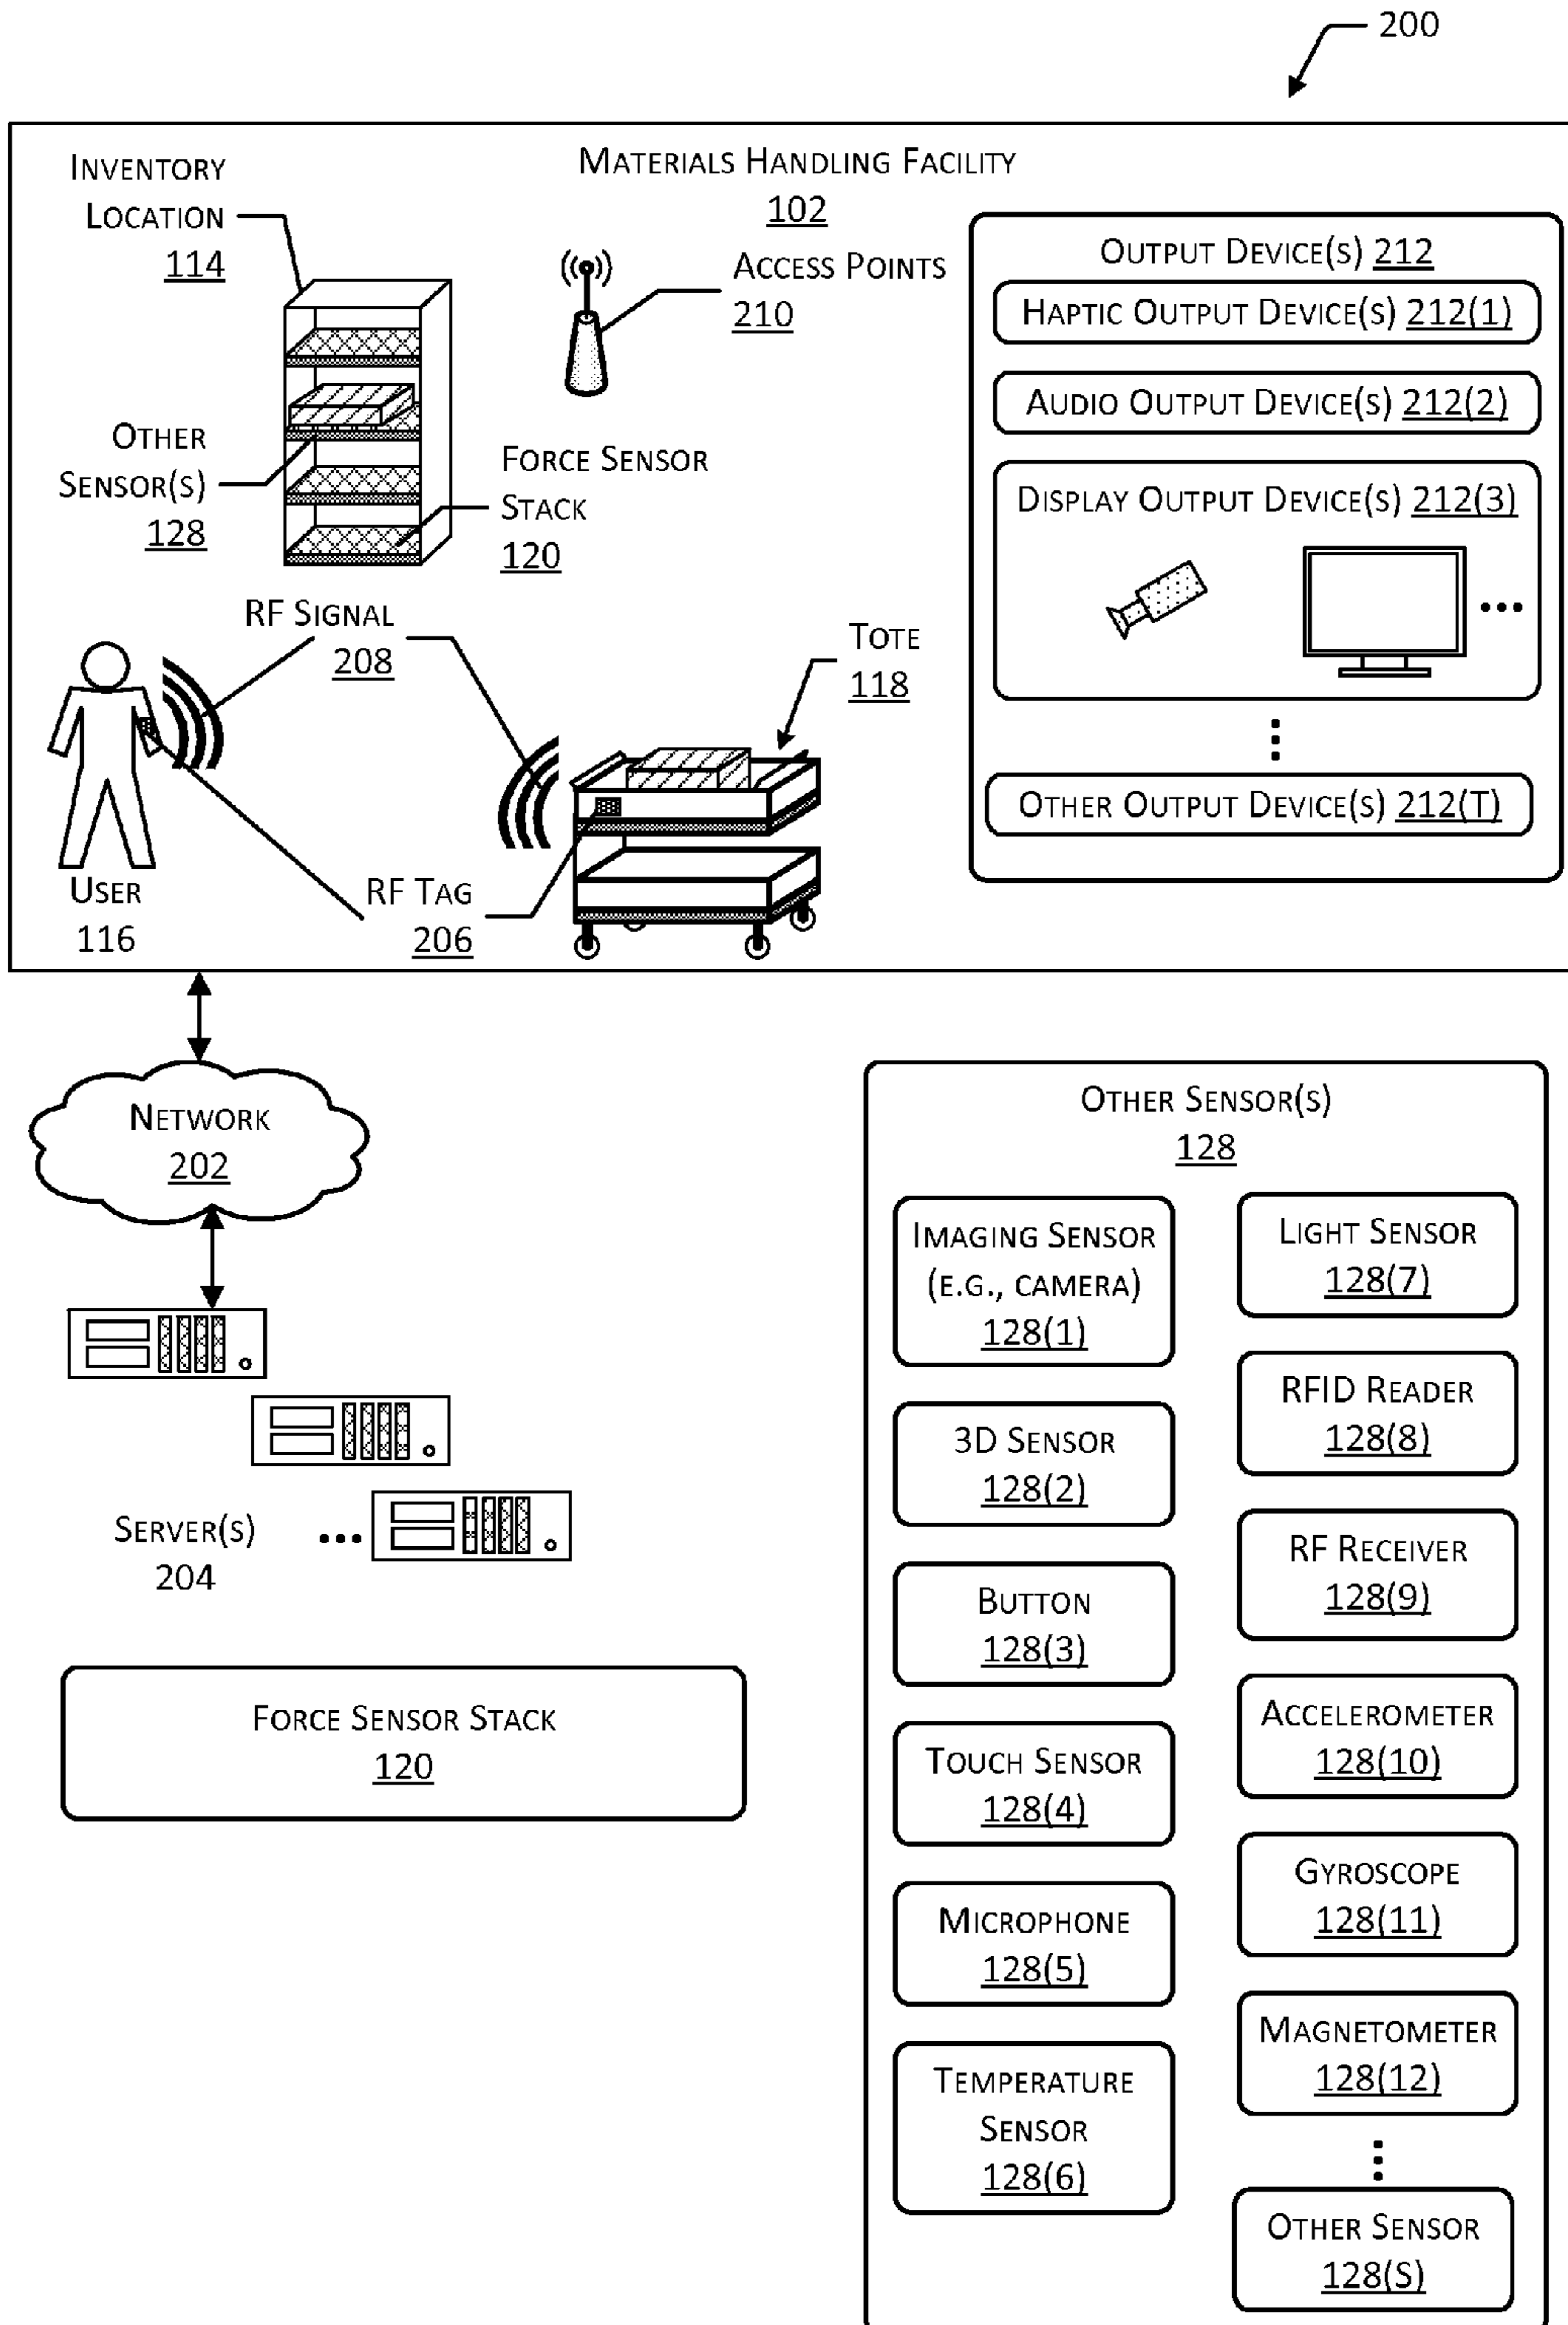 200
Materials Handling Facility
102
Inventory
Location
114
Access Points
210
Other
Sensor(s)
128
Force Sensor
Stack
120
RF Signal
208
Tote
118
User
116
RF Tag
206
Output Device(s) 212
Haptic Output Device(s) 212(1)
Audio Output Device(s) 212(2)
Display Output Device(s) 212(3)
Other Output Device(s) 212(T)
Network
202
Server(s)
204
Force Sensor Stack
120
Other Sensor(s)
128
Imaging Sensor
(e.g., camera)
128(1)
3D Sensor
128(2)
Button
128(3)
Touch Sensor
128(4)
Microphone
128(5)
Temperature
Sensor
128(6)
Light Sensor
128(7)
RFID Reader
128(8)
RF Receiver
128(9)
Accelerometer
128(10)
Gyroscope
128(11)
Magnetometer
128(12)
Other Sensor
128(S)